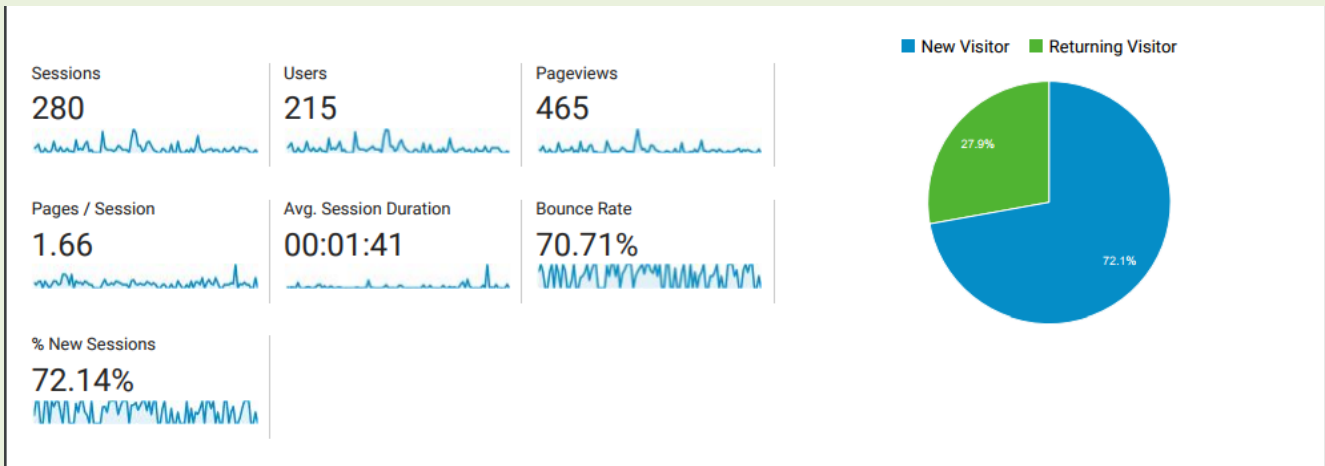 New Visitor Returning Visitor
Sessions
280
Users
215
Pageviews
465
27.9%
72.1%
Pages / Session
1.66
Avg. Session Duration
00:01:41
Bounce Rate
70.71%
% New Sessions
72.14%